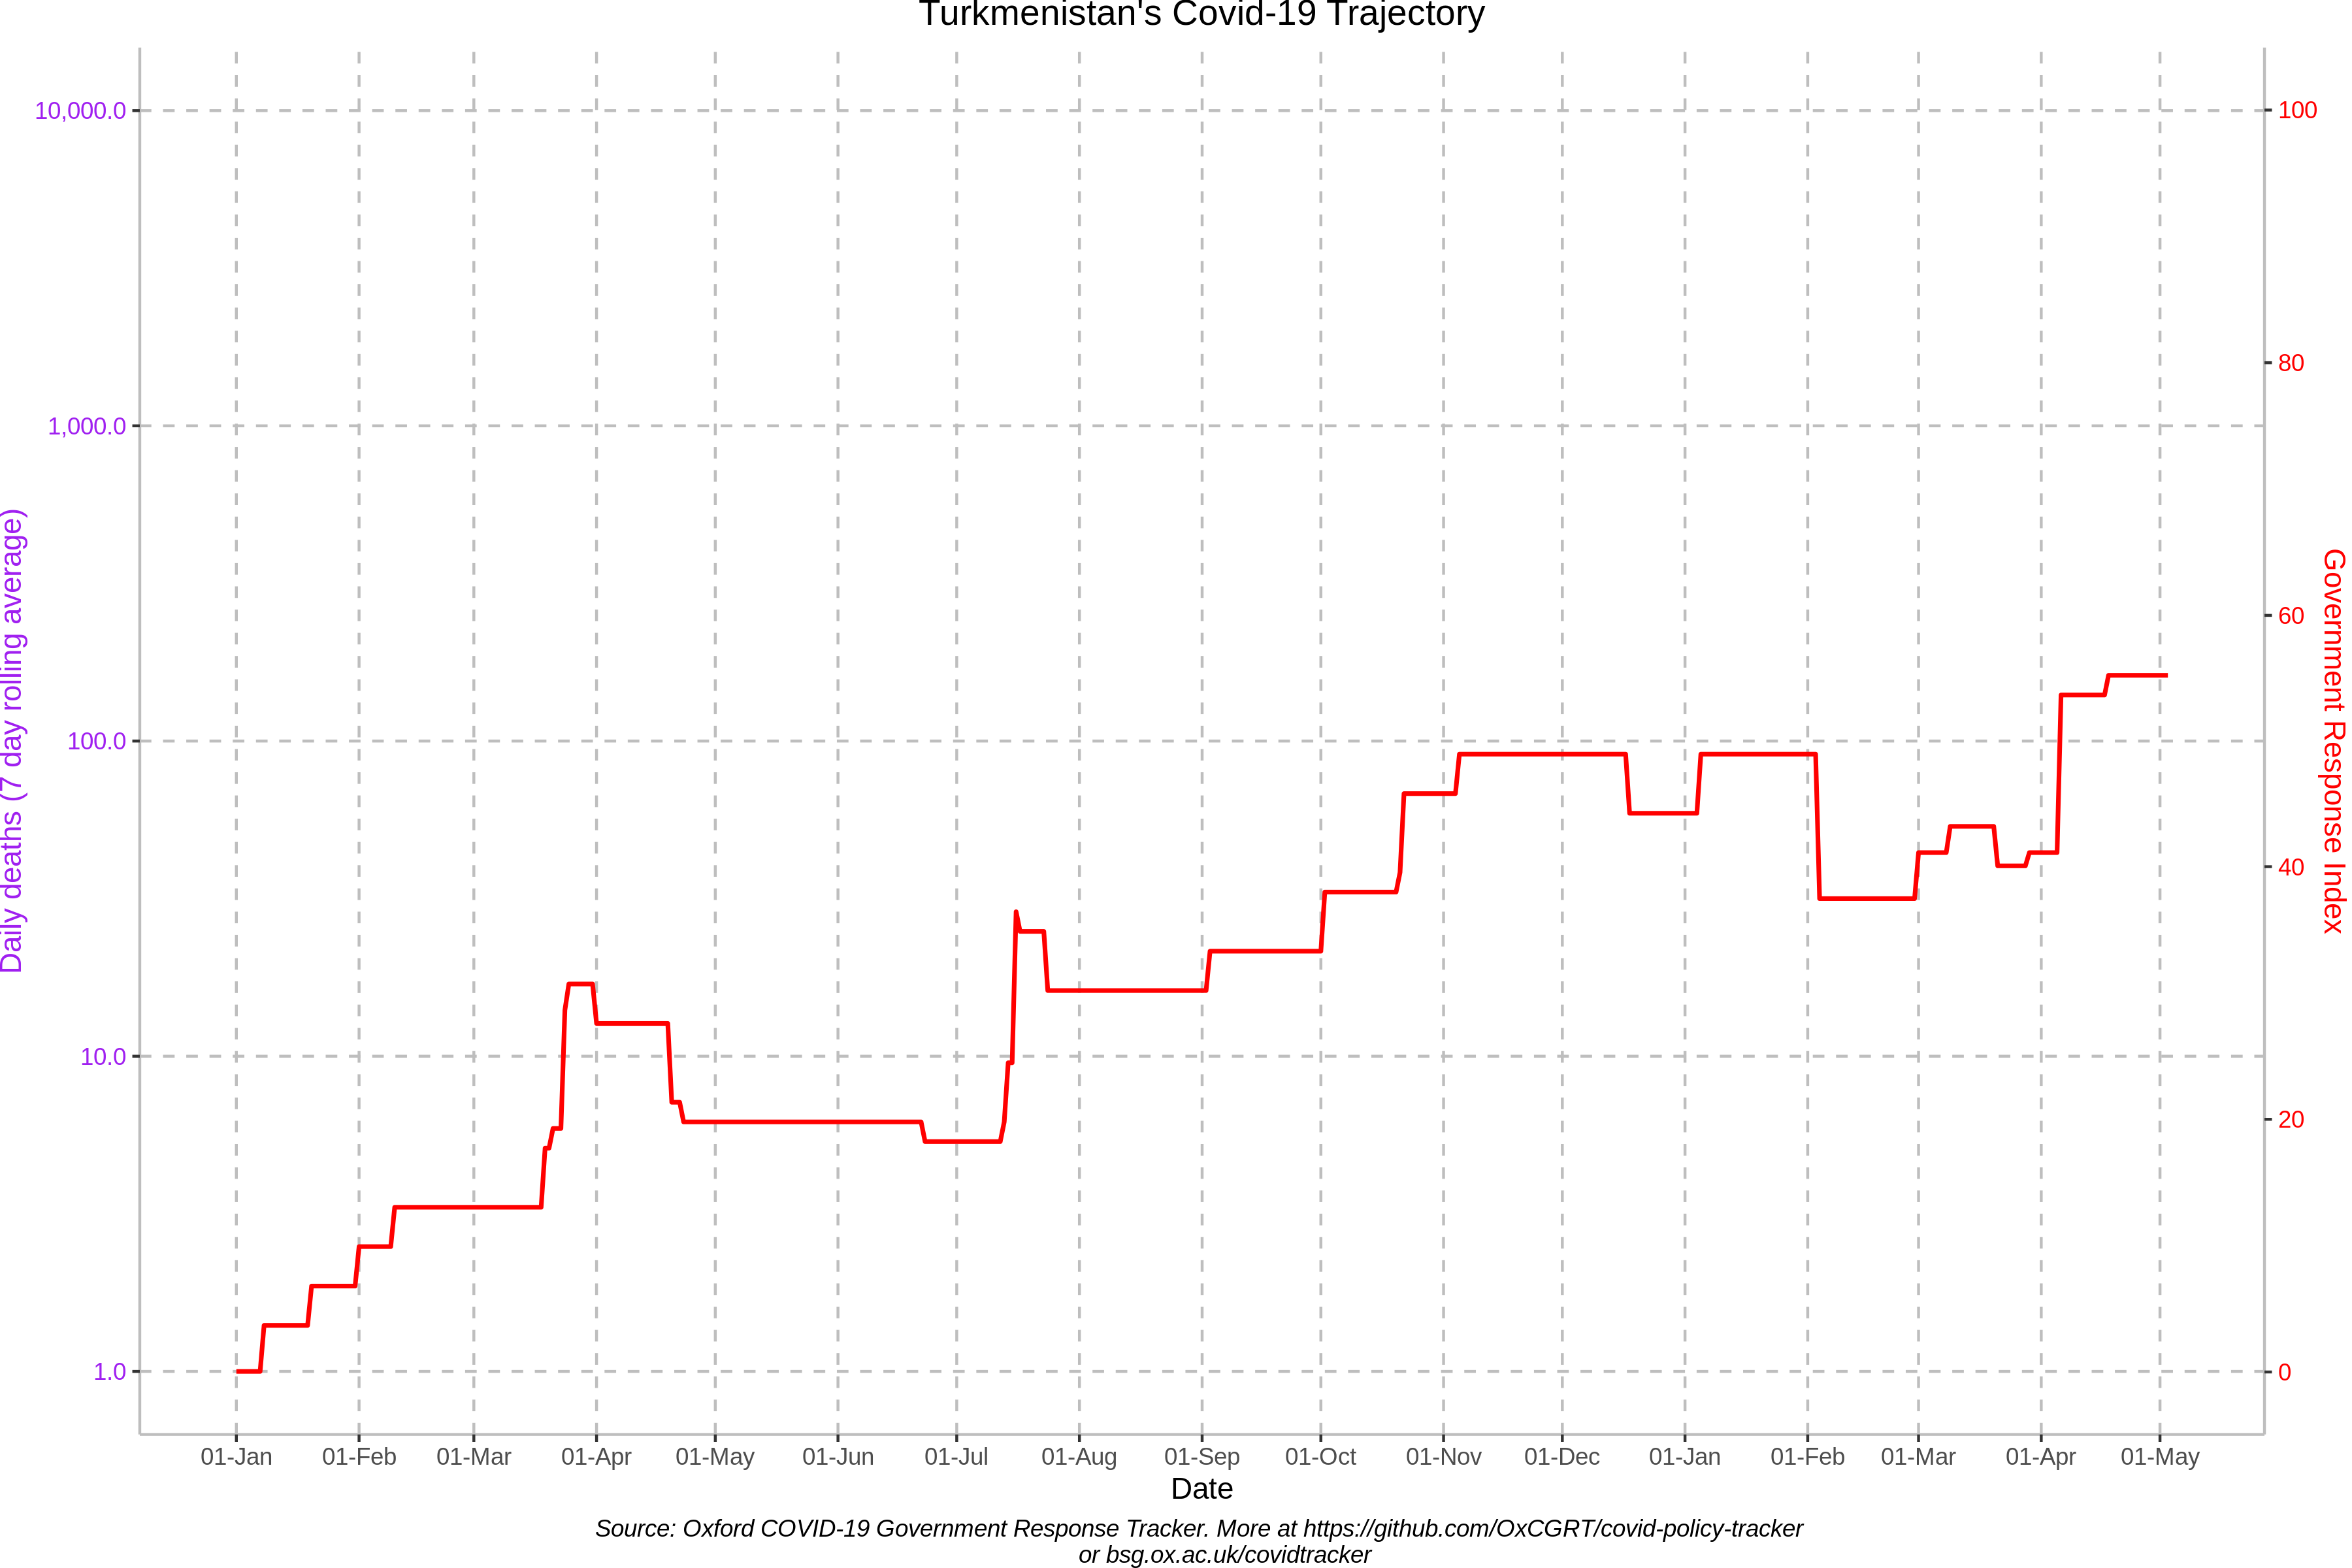 Turkmenistan's Covid-19 Trajectory
10,000.0
1,000.0
100.0
10.0
1.0
Daily deaths (7 day rolling average)
100
80
60
40
20
0
Government Response Index
01-Jan 01-Feb 01-Mar 01-Apr 01-May 01-Jun 01-Jul 01-Aug 01-Sep 01-Oct 01-Nov 01-Dec 01-Jan 01-Feb 01-Mar 01-Apr 01-May
Date
Source: Oxford COVID-19 Government Response Tracker. More at https://github.com/OxCGRT/covid-policy-tracker
or bsg.ox.ac.uk/covidtracker